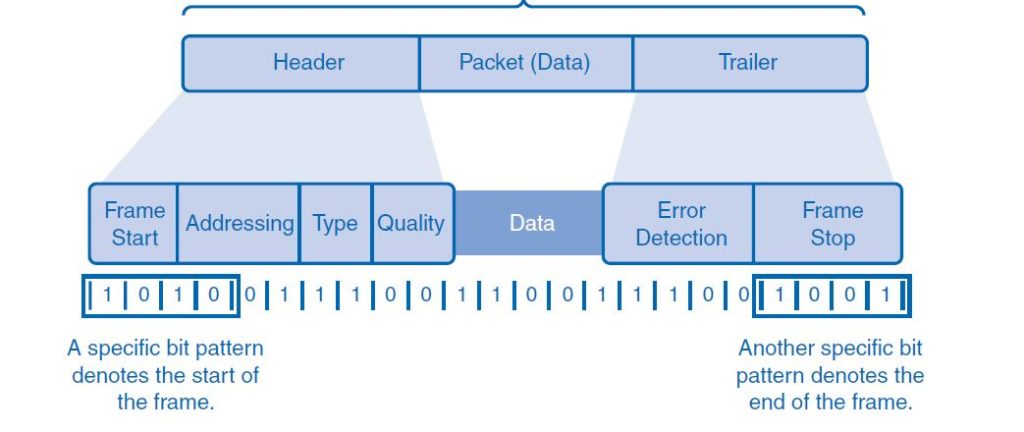 Header Packet (Data) Trailer
Frame Start Addressing Type Quality Data Error Detection Frame Stop
1 0 1 0 0 1 1 1 0 0 1 1 0 0 1 1 1 0 0 1 0 0 1
A specific bit pattern
denotes the start of
the frame.
Another specific bit
pattern denotes the
end of the frame.